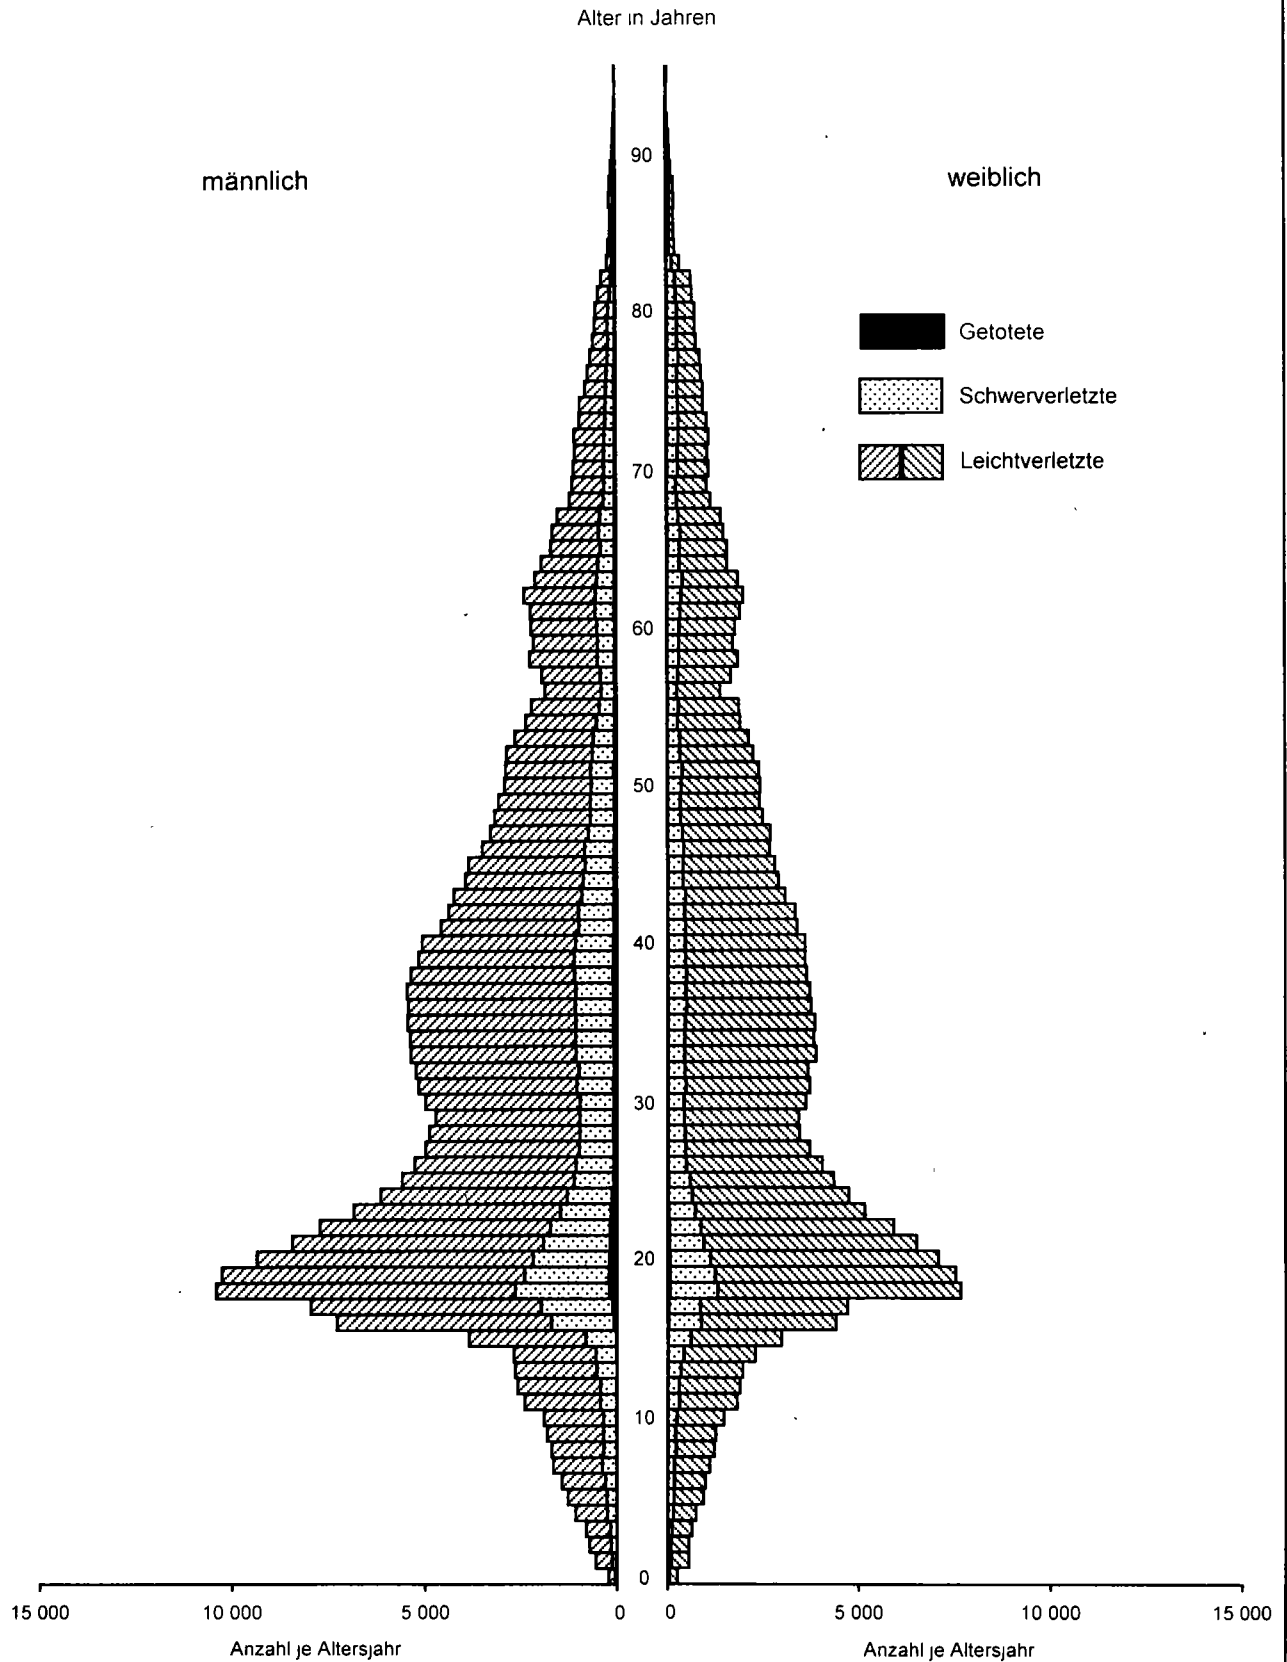 Alter in Jahren
90
männlich
weiblich
80
Getotete
Schwerverletzte
70
Leichtverletzte
60
50
40
30
20
10
0
15 000 10 000 5 000 0 0 5 000 10 000 15 000
Anzahl je Altersjahr Anzahl je Altersjahr